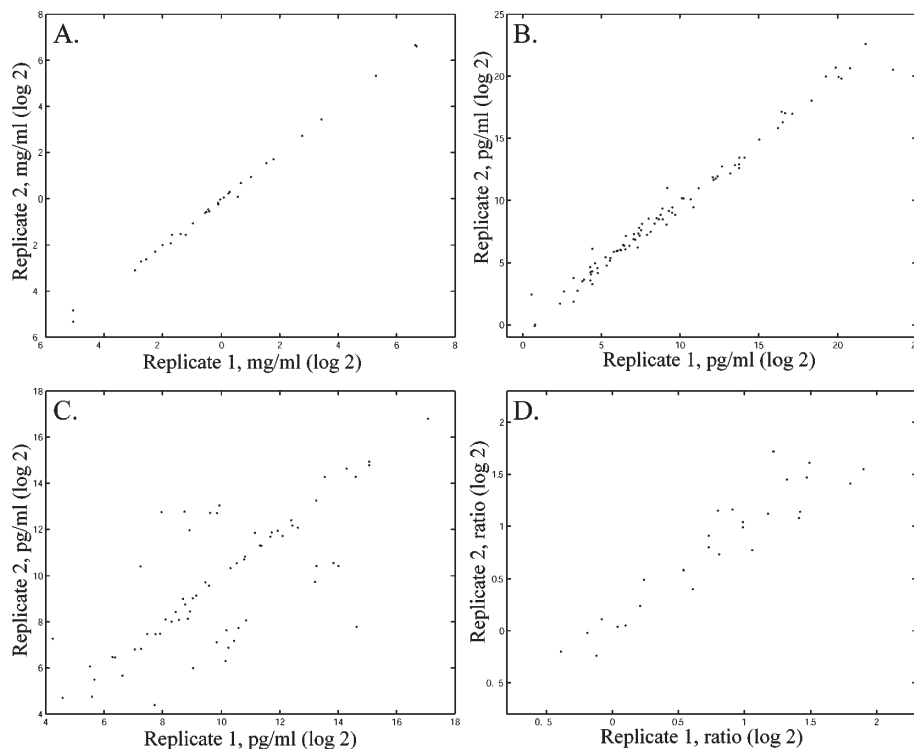 A.
Replicate 2, mg/ml (log 2)
8
6
4
2
0
2
4
6
6 4 2 0 2 4 6 8
Replicate 1, mg/ml (log 2)
B.
Replicate 2, pg/ml (log 2)
25
20
15
10
5
0
0 5 10 15 20 25
Replicate 1, pg/ml (log 2)
C.
Replicate 2, pg/ml (log 2)
18
16
14
12
10
8
6
4
4 6 8 10 12 14 16 18
Replicate 1, pg/ml (log 2)
D.
Replicate 2, ratio (log 2)
2
1.5
1
0.5
0
0. 5
0. 5 0 0.5 1 1.5 2
Replicate 1, ratio (log 2)